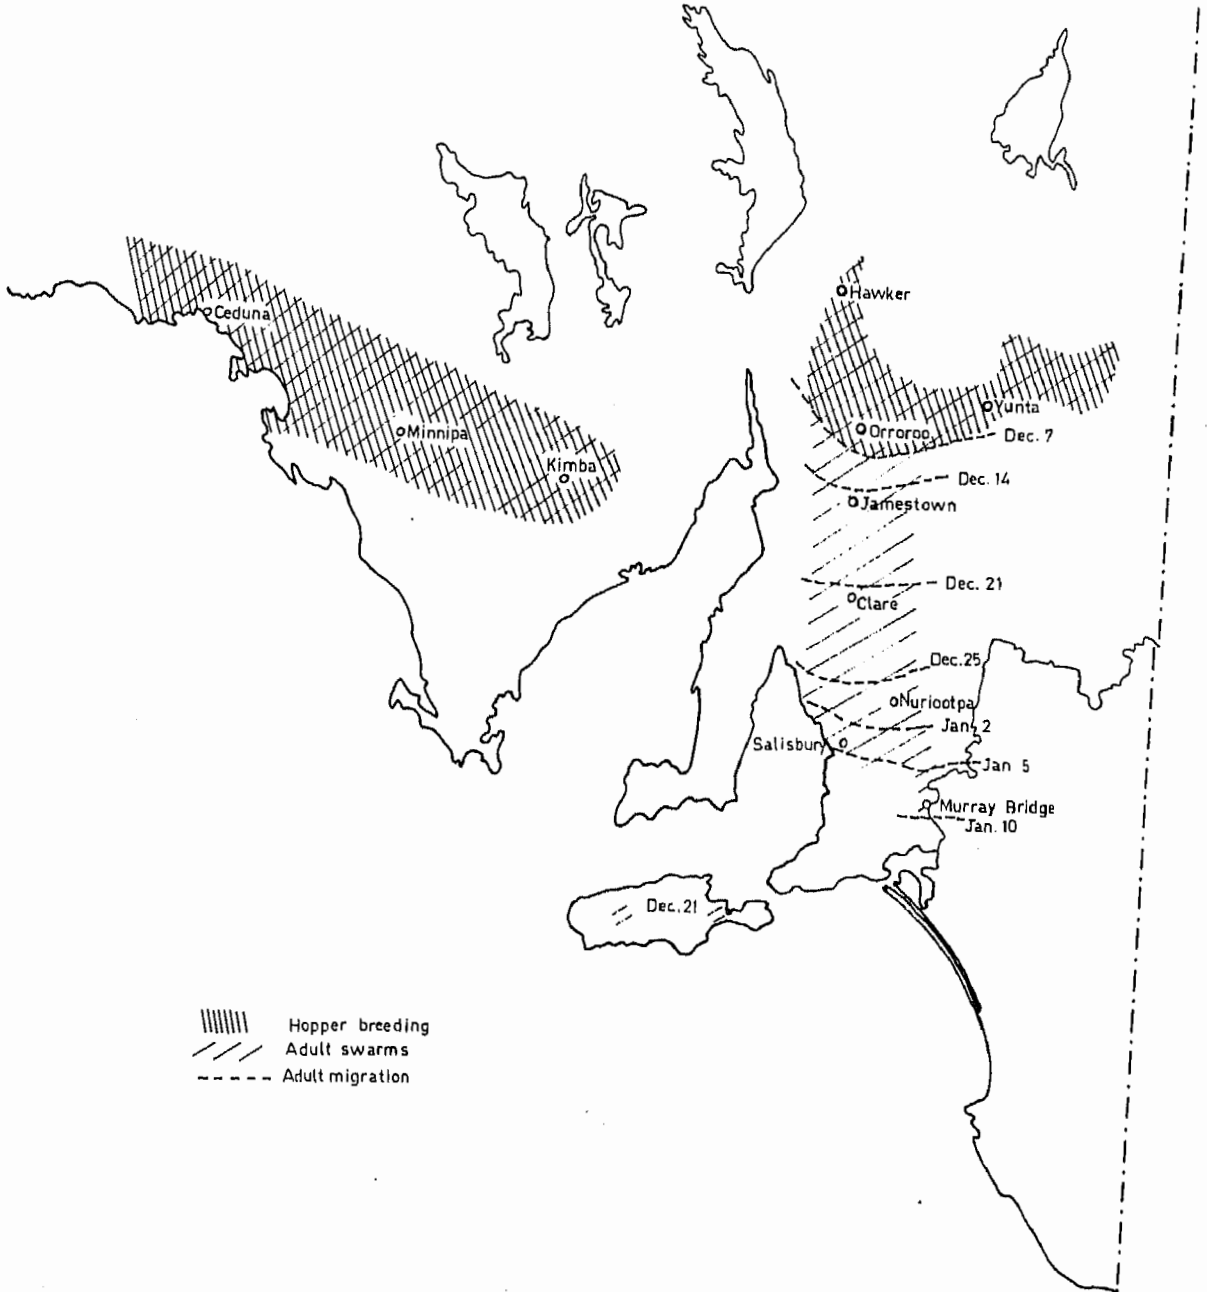 Hawker
Ceduna
Yunta
Orroroo
Minnipa
Dec. 7
Kimba
Dec. 14
Jamestown
Dec. 21
Clare
Dec.25
Nuriootpa
Jan. 2
Salisbury
Jan 5
Murray Bridge
Jan. 10
Dec.21
Hopper breeding
Adult swarms
Adult migration